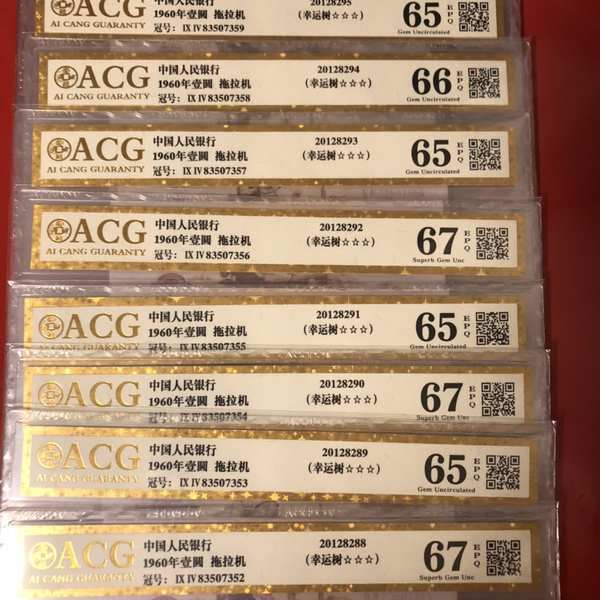 ACG
AI CANG GUARANTY
中国人民银行
1960年壹圆 拖拉机
冠号: IX IV 83507359
20128295
(幸运树☆☆☆)
65
EPQ
Gem Uncirculated
ACG
AI CANG GUARANTY
中国人民银行
1960年壹圆 拖拉机
冠号: IX IV 83507358
20128294
(幸运树☆☆☆)
66
EPQ
Gem Uncirculated
ACG
AI CANG GUARANTY
中国人民银行
1960年壹圆 拖拉机
冠号: IX IV 83507357
20128293
(幸运树☆☆☆)
65
EPQ
Gem Uncirculated
ACG
AI CANG GUARANTY
中国人民银行
1960年壹圆 拖拉机
冠号: IX IV 83507356
20128292
(幸运树☆☆☆)
67
EPQ
Superb Gem Unc
ACG
AI CANG GUARANTY
中国人民银行
1960年壹圆 拖拉机
冠号: IX IV 83507355
20128291
(幸运树☆☆☆)
65
EPQ
Gem Uncirculated
ACG
AI CANG GUARANTY
中国人民银行
1960年壹圆 拖拉机
冠号: IX IV 83507354
20128290
(幸运树☆☆☆)
67
EPQ
Superb Gem Unc
ACG
AI CANG GUARANTY
中国人民银行
1960年壹圆 拖拉机
冠号: IX IV 83507353
20128289
(幸运树☆☆☆)
65
EPQ
Gem Uncirculated
ACG
AI CANG GUARANTY
中国人民银行
1960年壹圆 拖拉机
冠号: IX IV 83507352
20128288
(幸运树☆☆☆)
67
EPQ
Superb Gem Unc